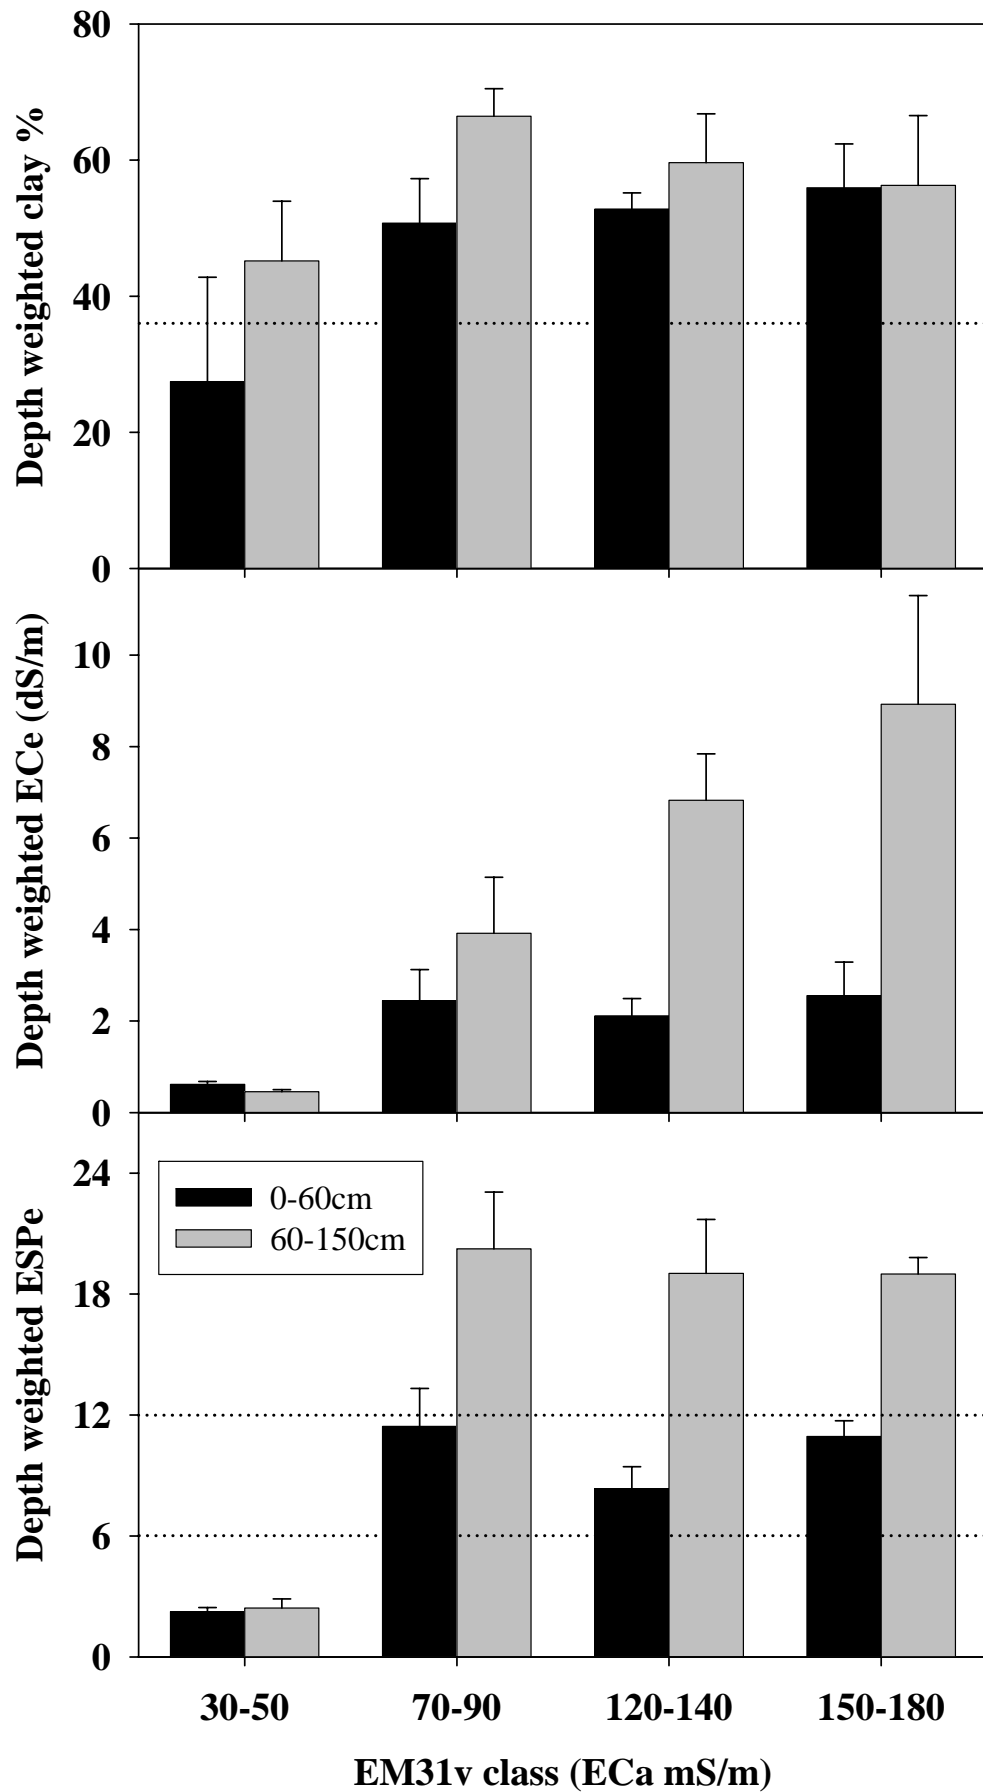 Depth weighted clay %
80
60
40
20
0
Depth weighted ECe (dS/m)
10
8
6
4
2
0
Depth weighted ESPe
24
18
12
6
0
0-60cm
60-150cm
30-50 70-90 120-140 150-180
EM31v class (ECa mS/m)